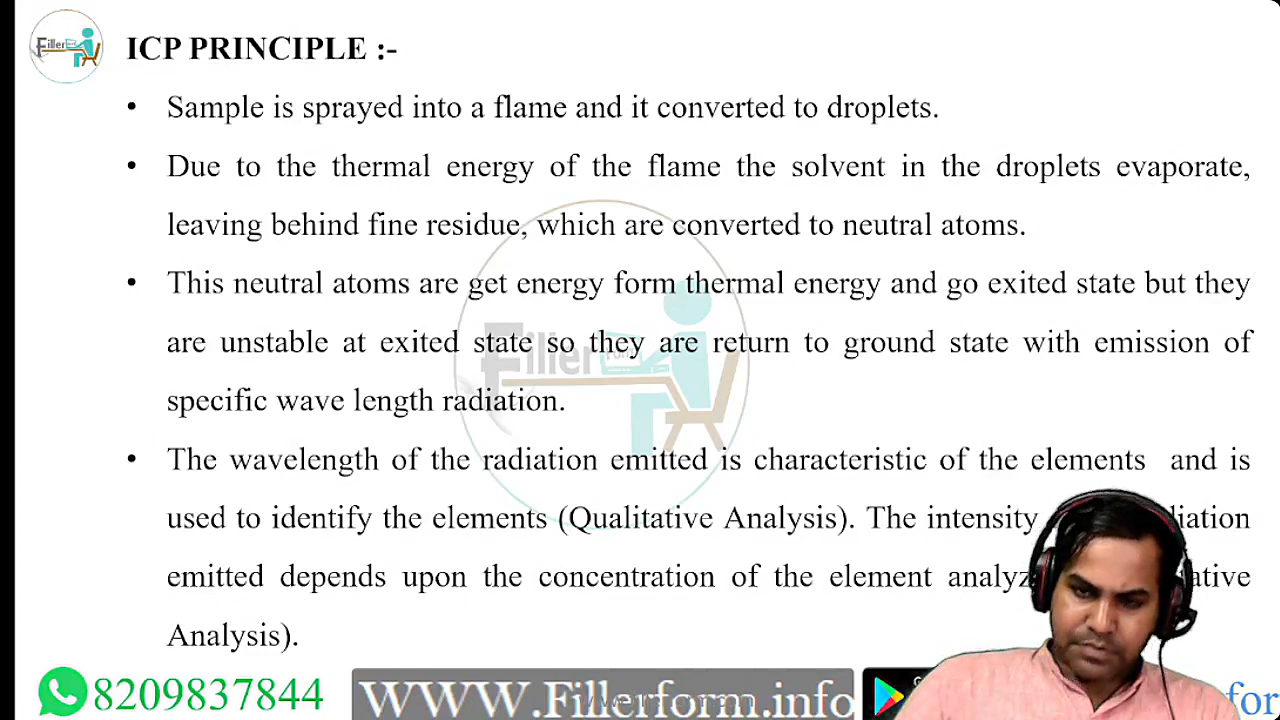 Filler
ICP PRINCIPLE :-
• Sample is sprayed into a flame and it converted to droplets.
• Due to the thermal energy of the flame the solvent in the droplets evaporate,
leaving behind fine residue, which are converted to neutral atoms.
• This neutral atoms are get energy form thermal energy and go exited state but they
are unstable at exited state so they are return to ground state with emission of
specific wave length radiation.
Filler Form
• The wavelength of the radiation emitted is characteristic of the elements and is
used to identify the elements (Qualitative Analysis). The intensity
emitted depends upon the concentration of the element
Analysis).
8209837844
WWW.Fillerform.info